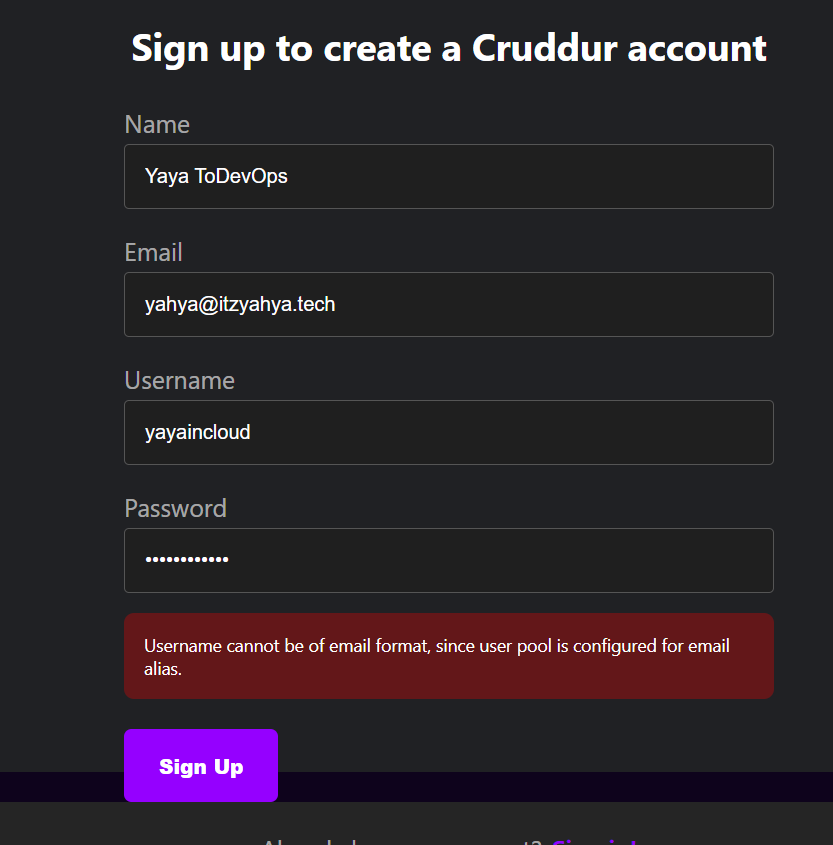 Sign up to create a Cruddur account
Name
Yaya ToDevOps
Email
yahya@itzyahya.tech
Username
yayaincloud
Password
••••••••••••
Username cannot be of email format, since user pool is configured for email
alias.
Sign Up